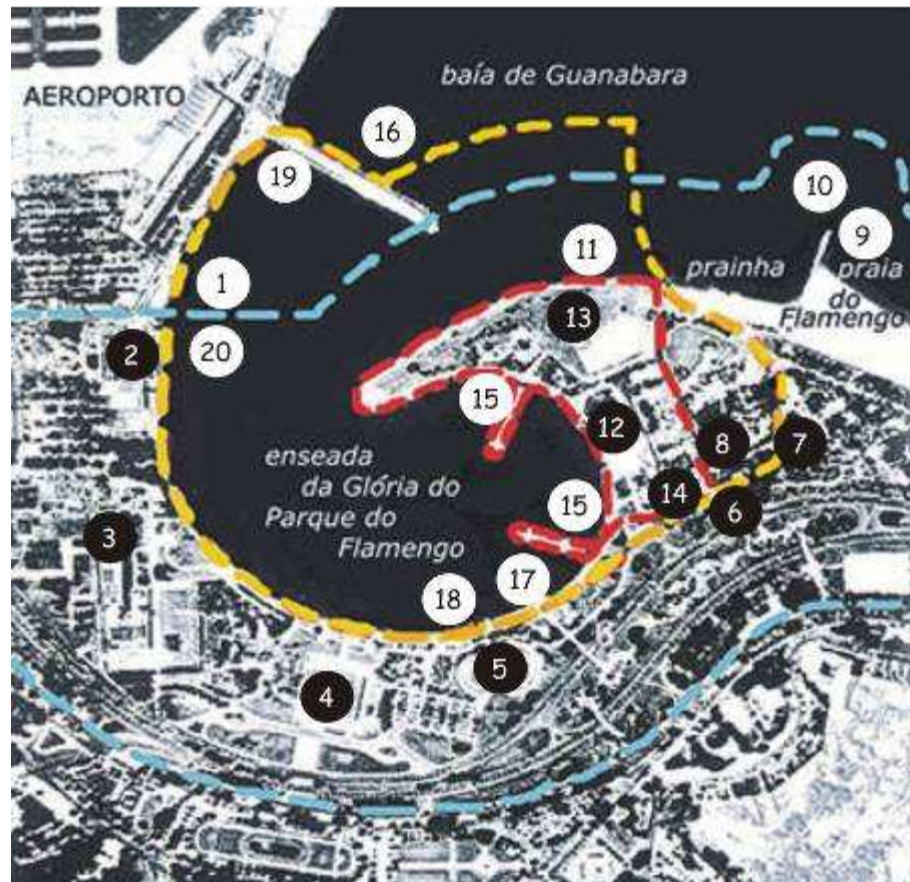 baía de Guanabara
AEROPORTO
16
19
10
9
1
11
prainha
praia
do
Flamengo
13
2
20
15
12
8
7
enseada
da Glória do
Parque do
Flamengo
15
14
6
3
17
18
5
4